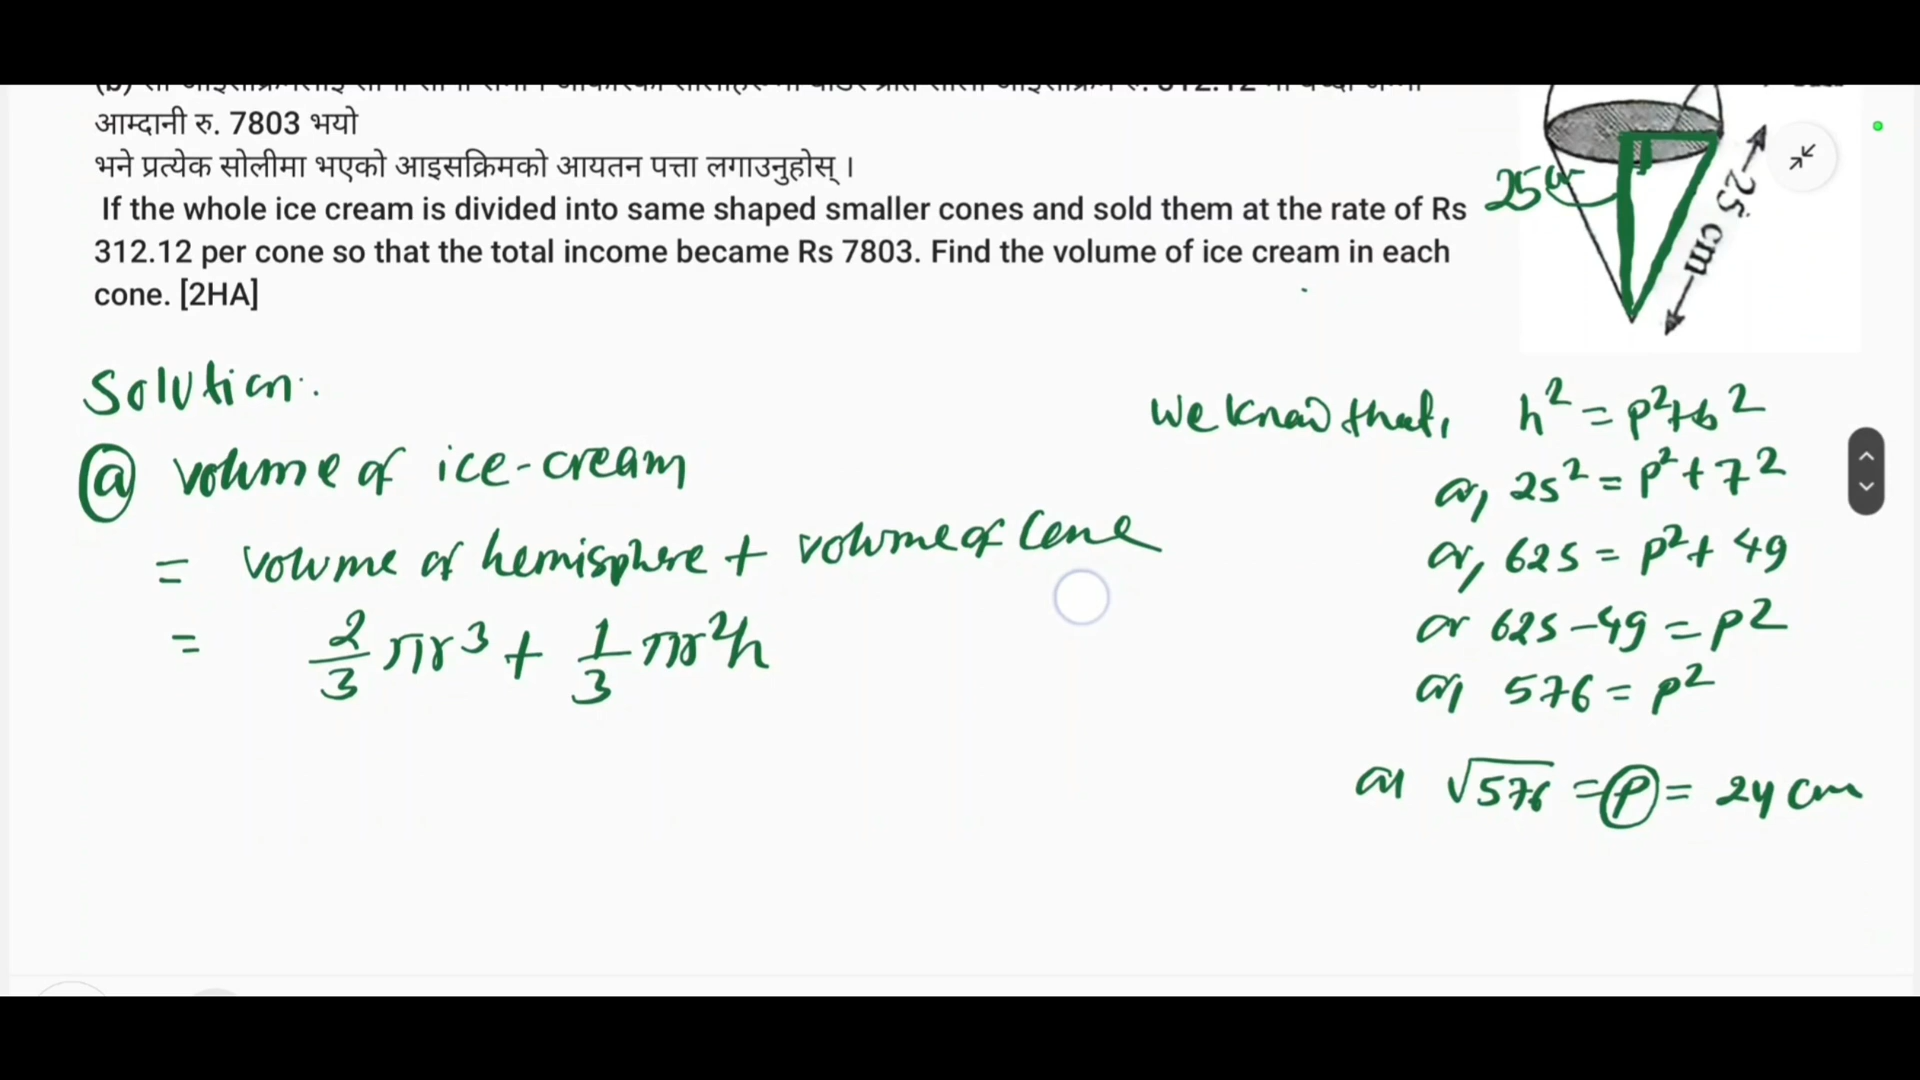 आम्दानी रु. 7803 भयो
भने प्रत्येक सोलीमा भएको आइसक्रिमको आयतन पत्ता लगाउनुहोस् ।
If the whole ice cream is divided into same shaped smaller cones and sold them at the rate of Rs
312.12 per cone so that the total income became Rs 7803. Find the volume of ice cream in each
cone. [2HA]
25 cm
25
Solution:.
ⓐ volume of ice-cream
= volume of hemisphere + volume of Cone
= 2/3 πr³ + 1/3 πr²h
We know that, h² = p²+b²
or, 25² = p²+7²
or, 625 = p²+ 49
or 625-49 = p²
or, 576 = p²
or √576 = p = 24 cm